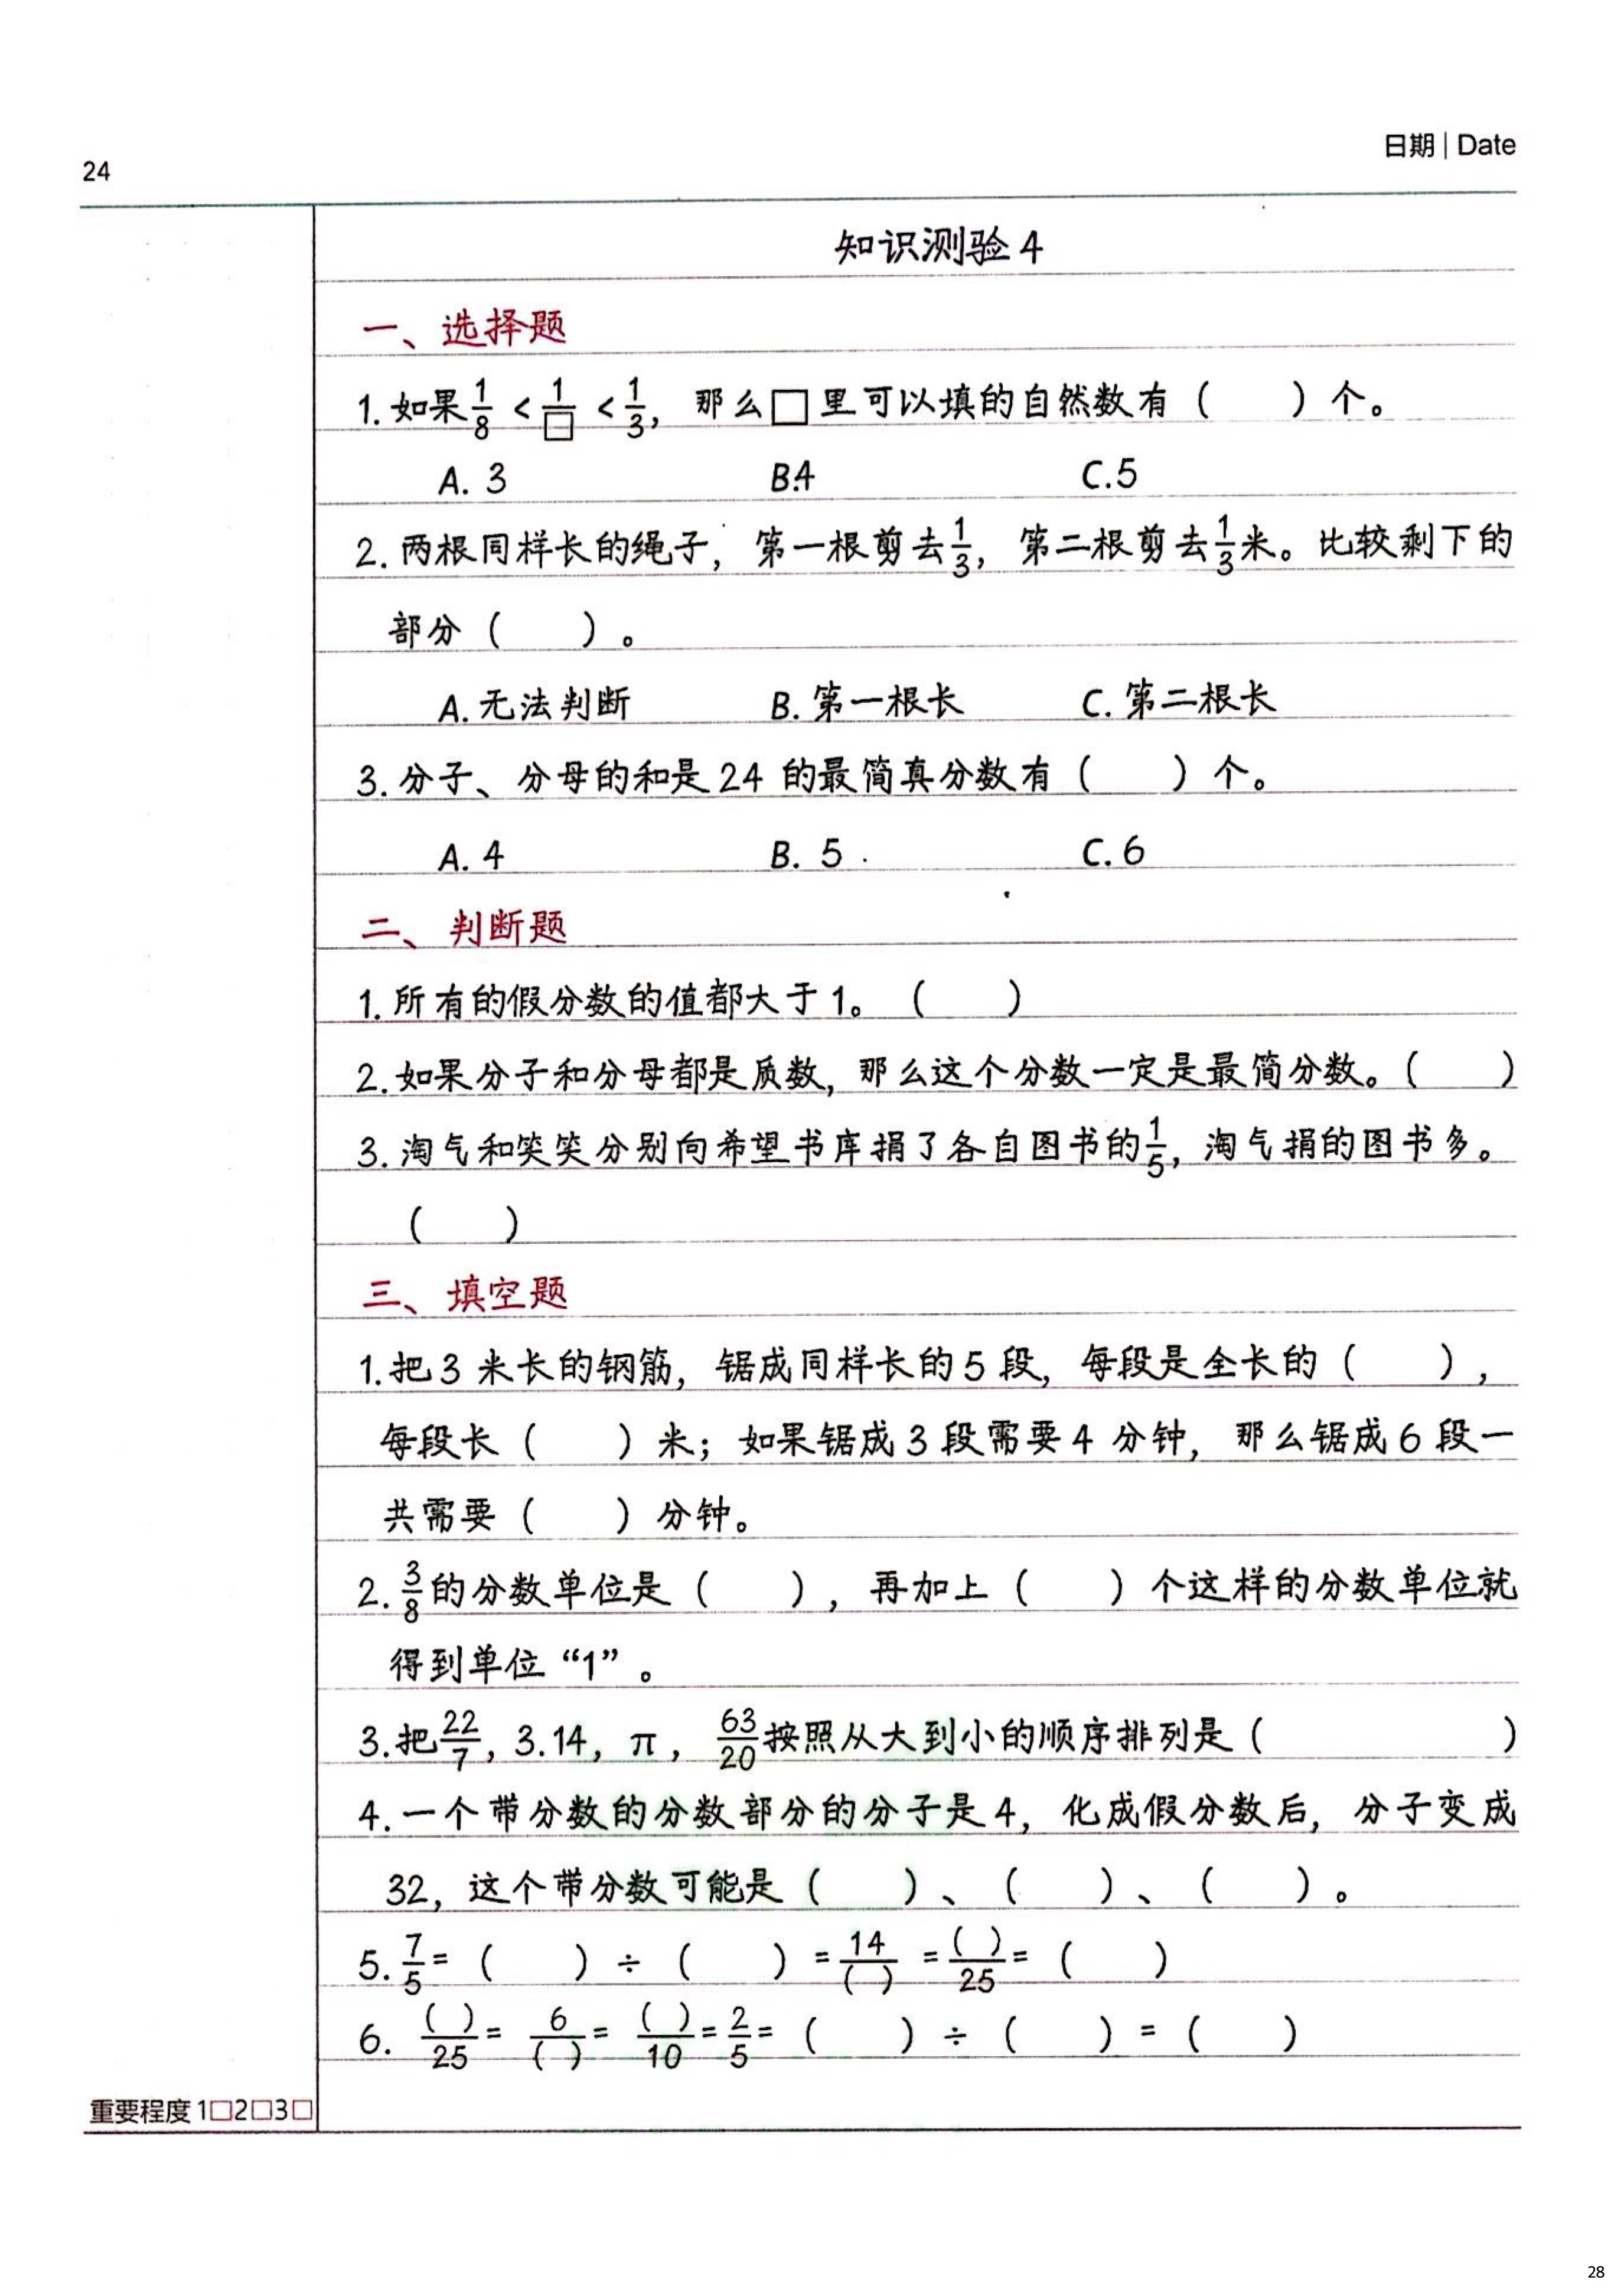 24
日期 | Date
知识测验4
一、选择题
1. 如果1/8 < 1/□ < 1/3, 那么□里可以填的自然数有（ ）个。
A. 3 B.4 C.5
2. 两根同样长的绳子, 第一根剪去1/3, 第二根剪去1/3米。比较剩下的
部分（ ）。
A. 无法判断 B. 第一根长 C. 第二根长
3. 分子、分母的和是24的最简真分数有（ ）个。
A. 4 B. 5 C. 6
二、判断题
1. 所有的假分数的值都大于1。（ ）
2. 如果分子和分母都是质数, 那么这个分数一定是最简分数。（ ）
3. 淘气和笑笑分别向希望书库捐了各自图书的1/5, 淘气捐的图书多。
（ ）
三、填空题
1. 把3米长的钢筋, 锯成同样长的5段, 每段是全长的（ ）,
每段长（ ）米; 如果锯成3段需要4分钟, 那么锯成6段一
共需要（ ）分钟。
2. 3/8的分数单位是（ ）, 再加上（ ）个这样的分数单位就
得到单位“1”。
3. 把22/7, 3.14, π, 63/20按照从大到小的顺序排列是（ ）
4. 一个带分数的分数部分的分子是4, 化成假分数后, 分子变成
32, 这个带分数可能是（ ）、（ ）、（ ）。
5. 7/5=（ ）÷（ ）=14/( )=( )/25=（ ）
6. ( )/25=6/( )=( )/10=2/5=（ ）÷（ ）=（ ）
重要程度 1□2□3□
28